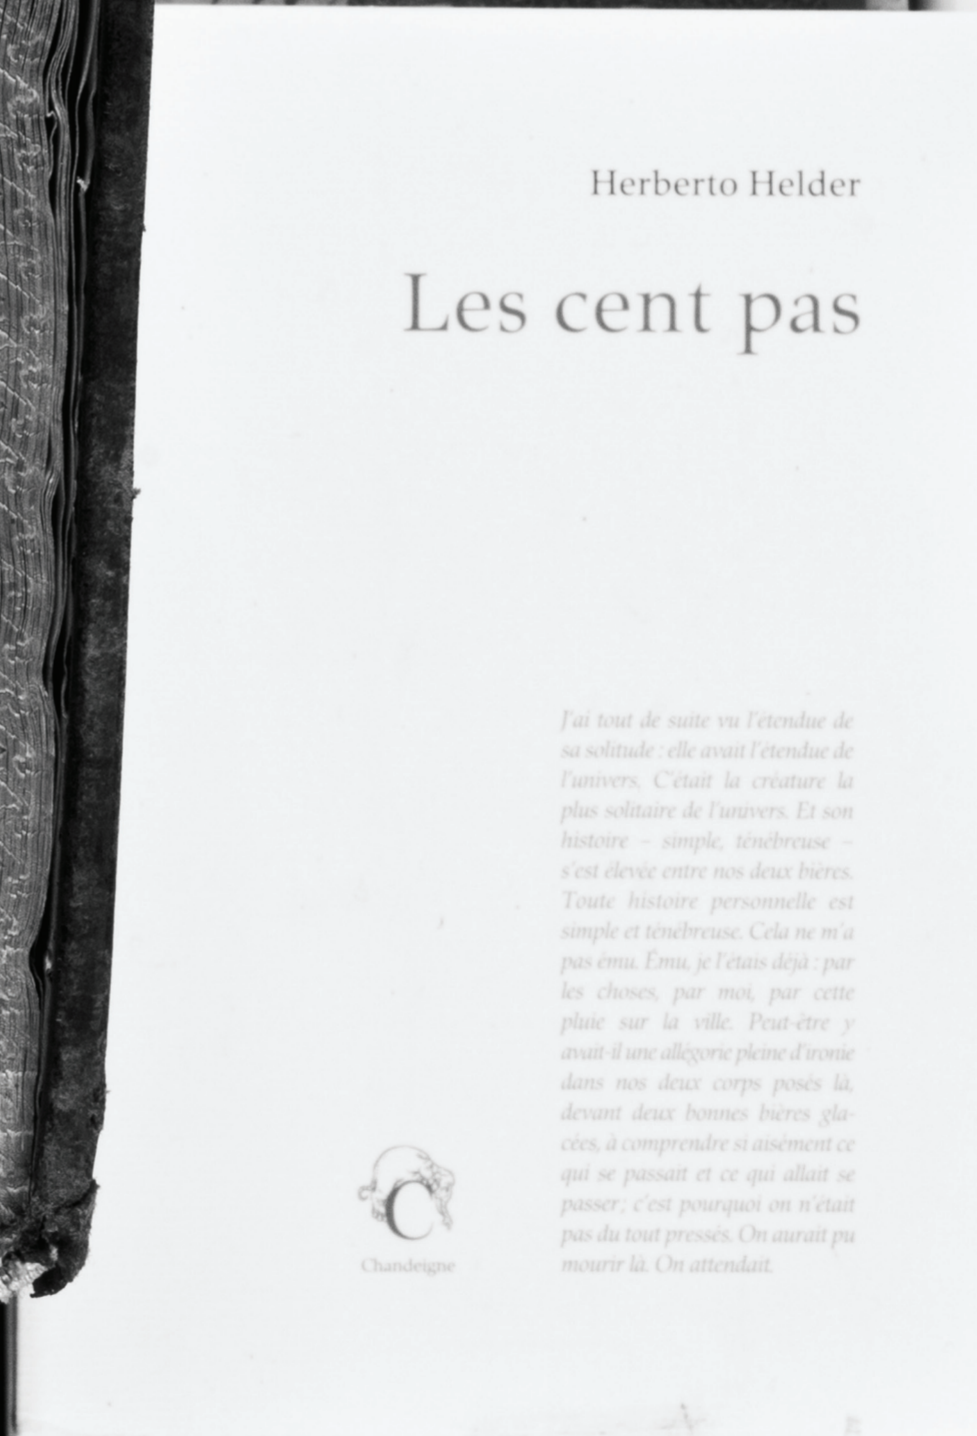 Herberto Helder
Les cent pas
J'ai tout de suite vu l'étendue de
sa solitude : elle avait l'étendue de
l'univers. C'était la créature la
plus solitaire de l'univers. Et son
histoire – simple, ténébreuse –
s'est élevée entre nos deux bières.
Toute histoire personnelle est
simple et ténébreuse. Cela ne m'a
pas ému. Ému, je l'étais déjà : par
les choses, par moi, par cette
pluie sur la ville. Peut-être y
avait-il une allégorie pleine d'ironie
dans nos deux corps posés là,
devant deux bonnes bières gla-
cées, à comprendre si aisément ce
qui se passait et ce qui allait se
passer ; c'est pourquoi on n'était
pas du tout pressés. On aurait pu
mourir là. On attendait.
C
Chandeigne